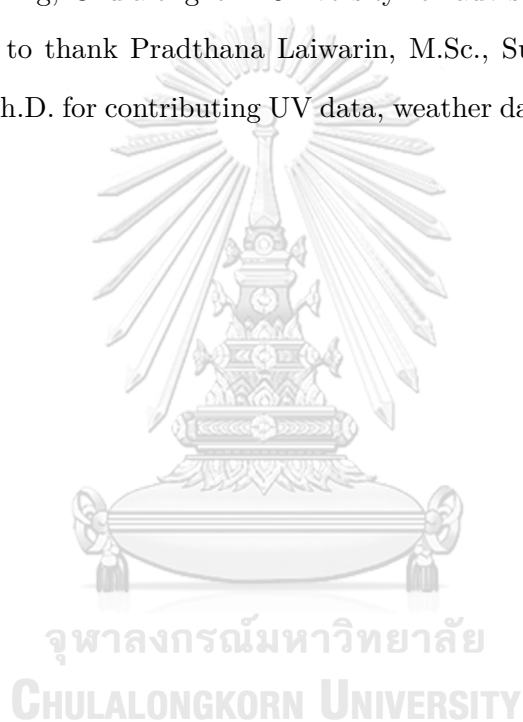 to thank Pradthana Laiwarin, M.Sc., Su
h.D. for contributing UV data, weather da
จุฬาลงกรณ์มหาวิทยาลัย
CHULALONGKORN UNIVERSITY